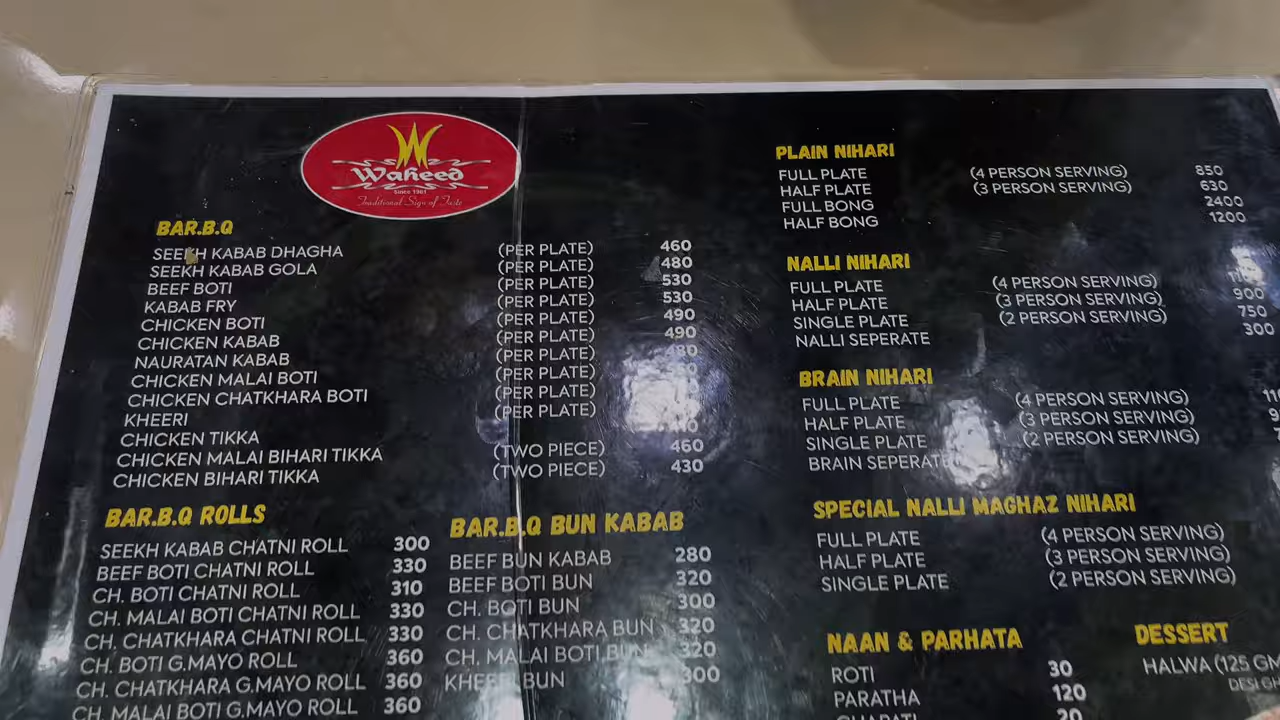 Waheed
Since 1981
Traditional Sign of Taste
BAR.B.Q
SEEKH KABAB DHAGHA (PER PLATE) 460
SEEKH KABAB GOLA (PER PLATE) 480
BEEF BOTI (PER PLATE) 530
KABAB FRY (PER PLATE) 530
CHICKEN BOTI (PER PLATE) 490
CHICKEN KABAB (PER PLATE) 490
NAURATAN KABAB (PER PLATE) 480
CHICKEN MALAI BOTI (PER PLATE)
CHICKEN CHATKHARA BOTI (PER PLATE)
KHEERI (PER PLATE)
CHICKEN TIKKA
CHICKEN MALAI BIHARI TIKKA (TWO PIECE) 460
CHICKEN BIHARI TIKKA (TWO PIECE) 430
BAR.B.Q ROLLS
SEEKH KABAB CHATNI ROLL 300
BEEF BOTI CHATNI ROLL 330
CH. BOTI CHATNI ROLL 310
CH. MALAI BOTI CHATNI ROLL 330
CH. CHATKHARA CHATNI ROLL 330
CH. BOTI G.MAYO ROLL 360
CH. CHATKHARA G.MAYO ROLL 360
CH. MALAI BOTI G.MAYO ROLL 360
BAR.B.Q BUN KABAB
BEEF BUN KABAB 280
BEEF BOTI BUN 320
CH. BOTI BUN 300
CH. CHATKHARA BUN 320
CH. MALAI BOTI BUN 320
KHEERI BUN 300
PLAIN NIHARI
FULL PLATE (4 PERSON SERVING) 850
HALF PLATE (3 PERSON SERVING) 630
FULL BONG 2400
HALF BONG 1200
NALLI NIHARI
FULL PLATE (4 PERSON SERVING)
HALF PLATE (3 PERSON SERVING) 900
SINGLE PLATE (2 PERSON SERVING) 750
NALLI SEPERATE 300
BRAIN NIHARI
FULL PLATE (4 PERSON SERVING)
HALF PLATE (3 PERSON SERVING)
SINGLE PLATE (2 PERSON SERVING)
BRAIN SEPERATE
SPECIAL NALLI MAGHAZ NIHARI
FULL PLATE (4 PERSON SERVING)
HALF PLATE (3 PERSON SERVING)
SINGLE PLATE (2 PERSON SERVING)
NAAN & PARHATA
ROTI 30
PARATHA 120
CHAPATI 20
DESSERT
HALWA (125 GM
DESI GH